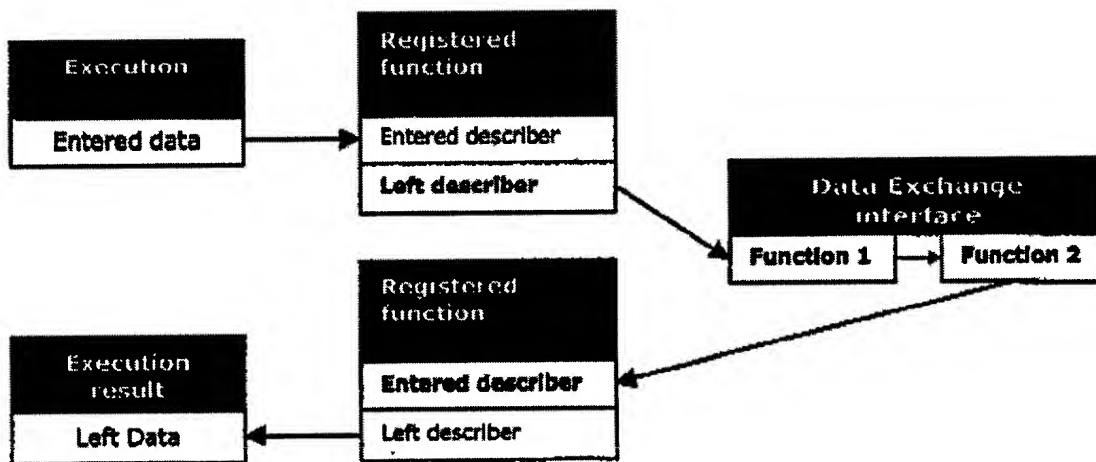 Execution
Entered data
Registered
function
Entered describer
Left describer
Data Exchange
interface
Function 1
Function 2
Registered
function
Entered describer
Left describer
Execution
result
Left Data